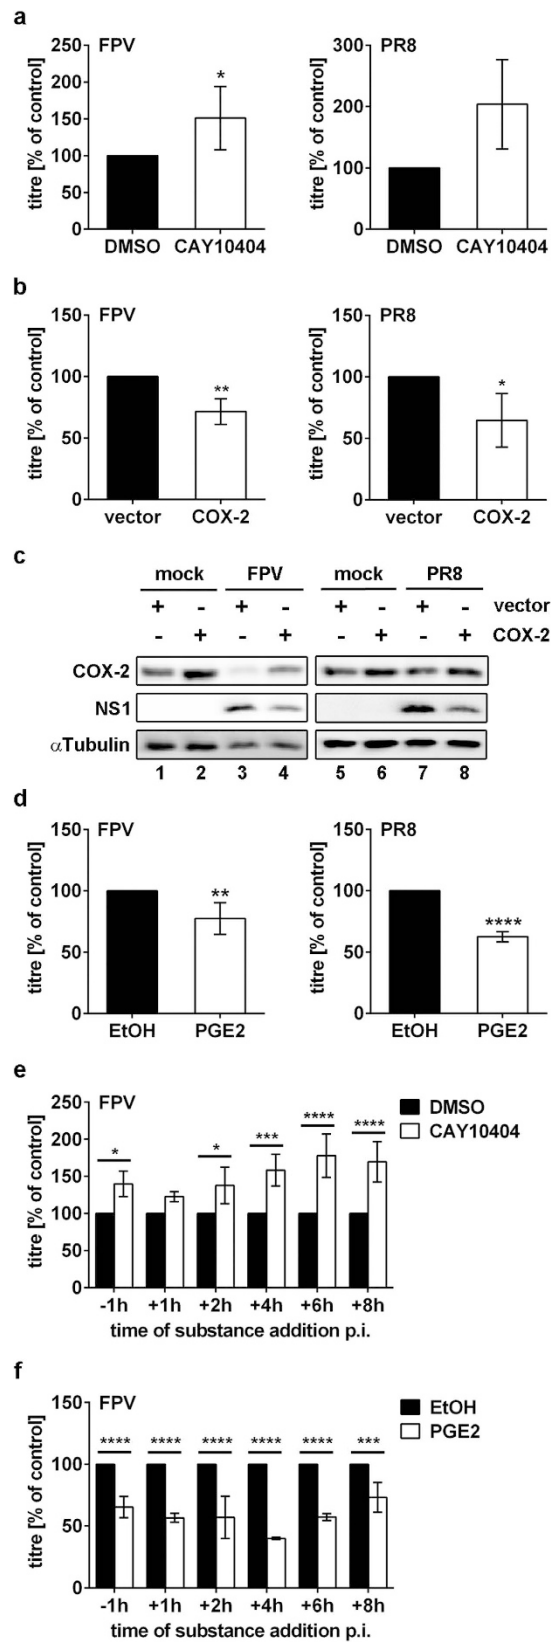 a
FPV
PR8
titre [% of control]
250
200
150
100
50
0
*
DMSO CAY10404
titre [% of control]
300
200
100
0
DMSO CAY10404
b
FPV
PR8
titre [% of control]
150
100
50
0
**
vector COX-2
titre [% of control]
150
100
50
0
*
vector COX-2
c
mock FPV mock PR8
+ - + - + - + - vector
- + - + - + - + COX-2
COX-2
NS1
αTubulin
1 2 3 4 5 6 7 8
d
FPV
PR8
titre [% of control]
150
100
50
0
**
EtOH PGE2
titre [% of control]
150
100
50
0
****
EtOH PGE2
e
FPV
DMSO
CAY10404
titre [% of control]
250
200
150
100
50
0
* * *** **** ****
-1h +1h +2h +4h +6h +8h
time of substance addition p.i.
f
FPV
EtOH
PGE2
titre [% of control]
150
100
50
0
**** **** **** **** **** ***
-1h +1h +2h +4h +6h +8h
time of substance addition p.i.